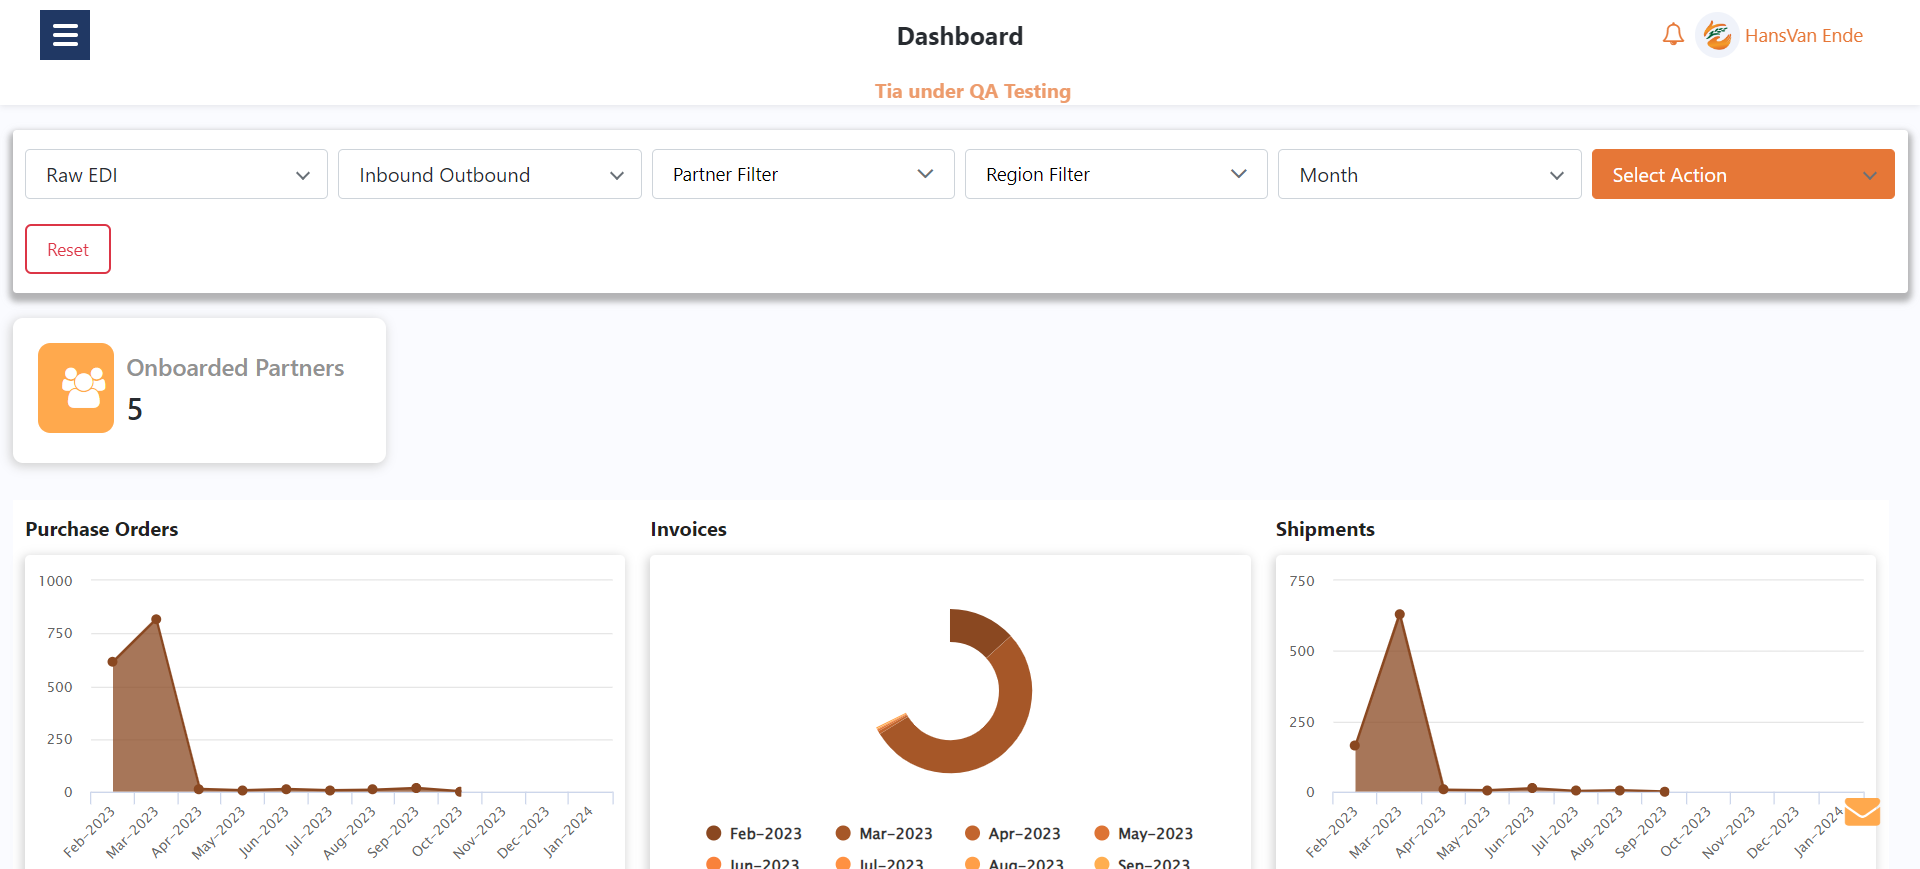 Dashboard
HansVan Ende
Tia under QA Testing
Raw EDI
Inbound Outbound
Partner Filter
Region Filter
Month
Select Action
Reset
Onboarded Partners
5
Purchase Orders
1000
750
500
250
0
Feb-2023
Mar-2023
Apr-2023
May-2023
Jun-2023
Jul-2023
Aug-2023
Sep-2023
Oct-2023
Nov-2023
Dec-2023
Jan-2024
Invoices
Feb-2023
Mar-2023
Apr-2023
May-2023
Jun-2023
Jul-2023
Aug-2023
Sep-2023
Shipments
750
500
250
0
Feb-2023
Mar-2023
Apr-2023
May-2023
Jun-2023
Jul-2023
Aug-2023
Sep-2023
Oct-2023
Nov-2023
Dec-2023
Jan-2024